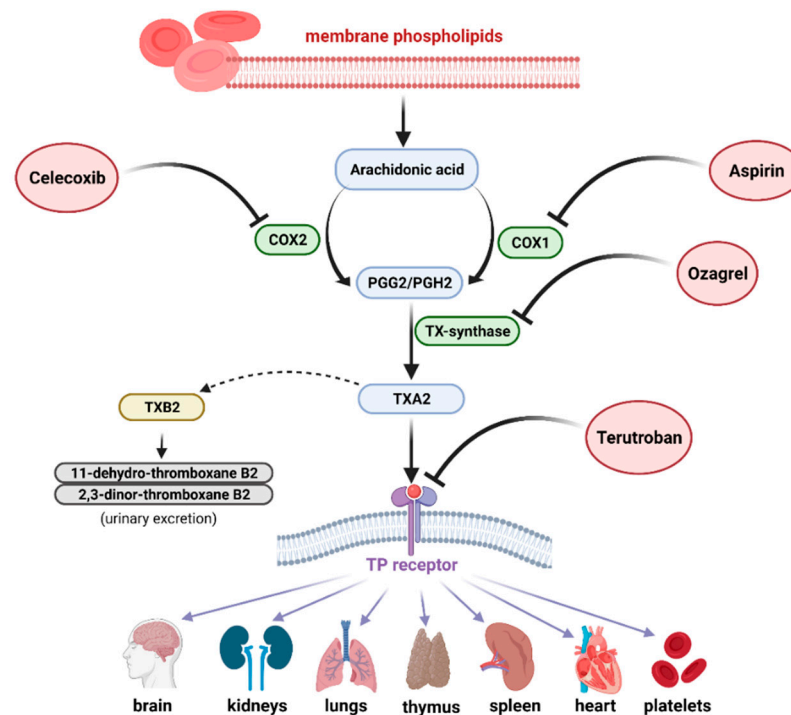 membrane phospholipids
Arachidonic acid
Celecoxib
Aspirin
COX2
COX1
PGG2/PGH2
Ozagrel
TX-synthase
TXB2
TXA2
Terutroban
11-dehydro-thromboxane B2
2,3-dinor-thromboxane B2
(urinary excretion)
TP receptor
brain
kidneys
lungs
thymus
spleen
heart
platelets